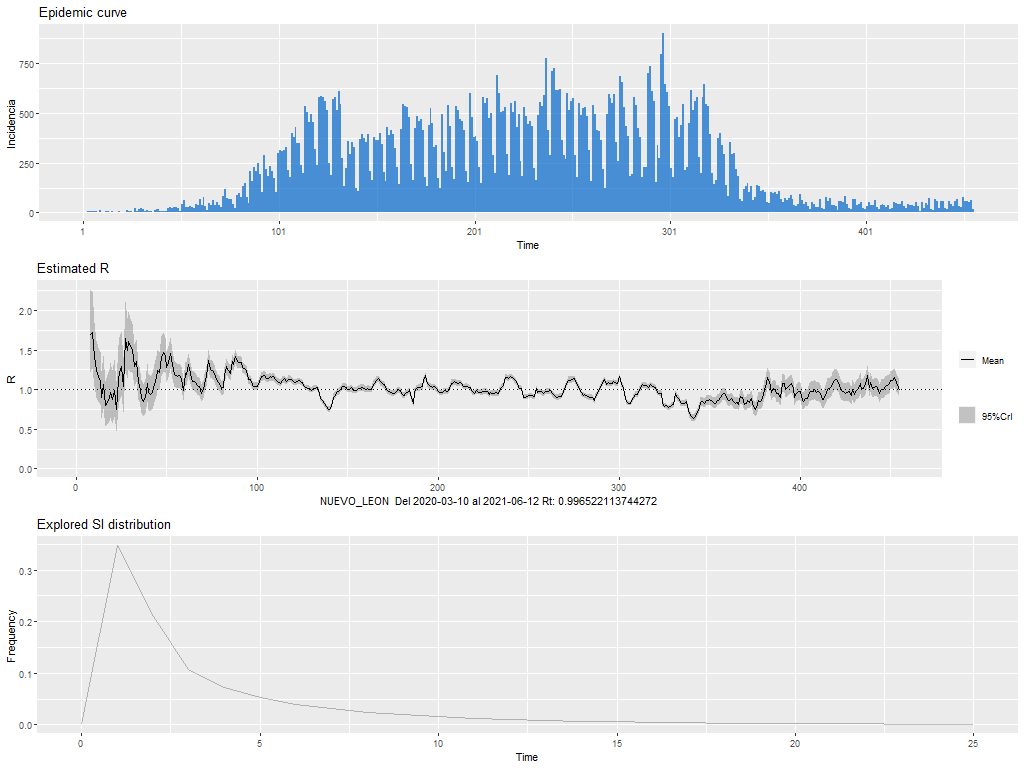 Epidemic curve
Incidencia
750
500
250
0
1 101 201 301 401
Time
Estimated R
R
2.0
1.5
1.0
0.5
0.0
0 100 200 300 400
NUEVO_LEON Del 2020-03-10 al 2021-06-12 Rt: 0.996522113744272
Mean
95%CrI
Explored SI distribution
Frequency
0.3
0.2
0.1
0.0
0 5 10 15 20 25
Time